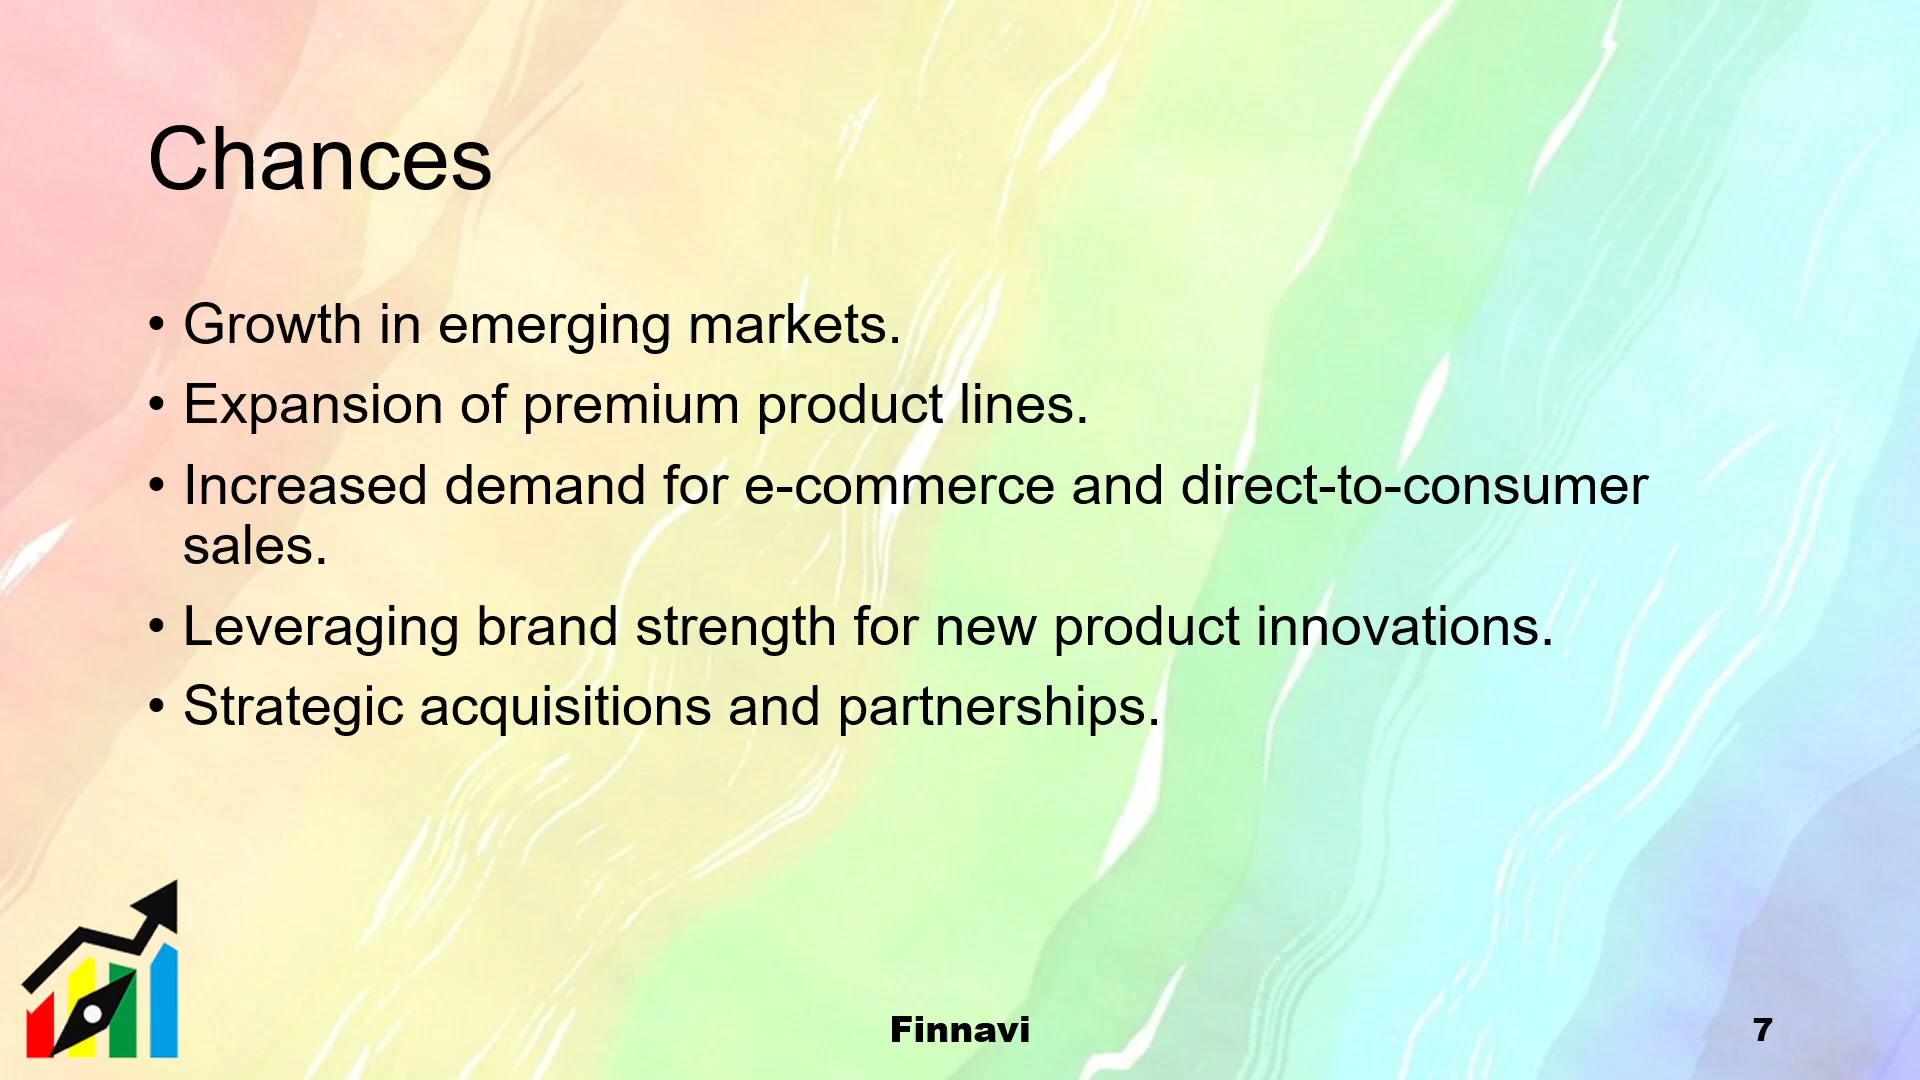 Chances
• Growth in emerging markets.
• Expansion of premium product lines.
• Increased demand for e-commerce and direct-to-consumer
sales.
• Leveraging brand strength for new product innovations.
• Strategic acquisitions and partnerships.
Finnavi
7